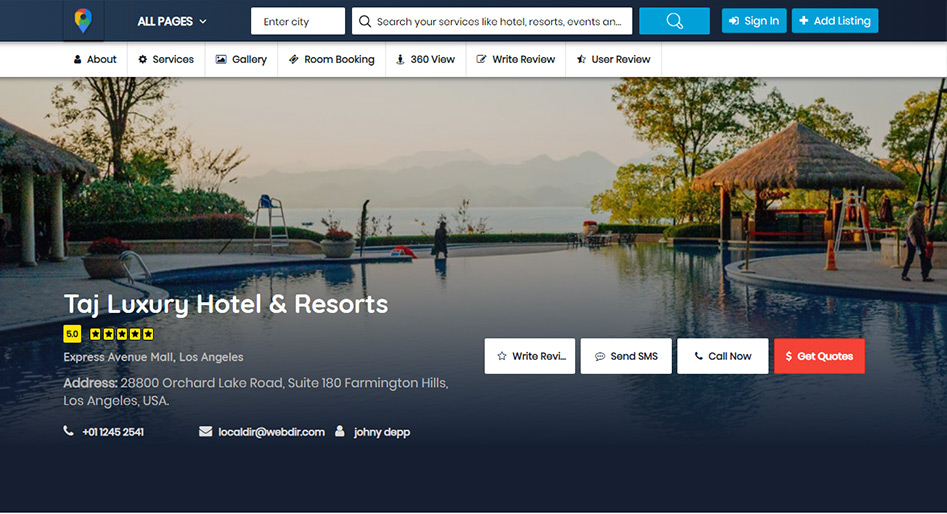 ALL PAGES
Enter city
Search your services like hotel, resorts, events an...
Sign In
Add Listing
About
Services
Gallery
Room Booking
360 View
Write Review
User Review
Taj Luxury Hotel & Resorts
5.0
Express Avenue Mall, Los Angeles
Address: 28800 Orchard Lake Road, Suite 180 Farmington Hills,
Los Angeles, USA.
+01 1245 2541
localdir@webdir.com
johny depp
Write Revi...
Send SMS
Call Now
$ Get Quotes